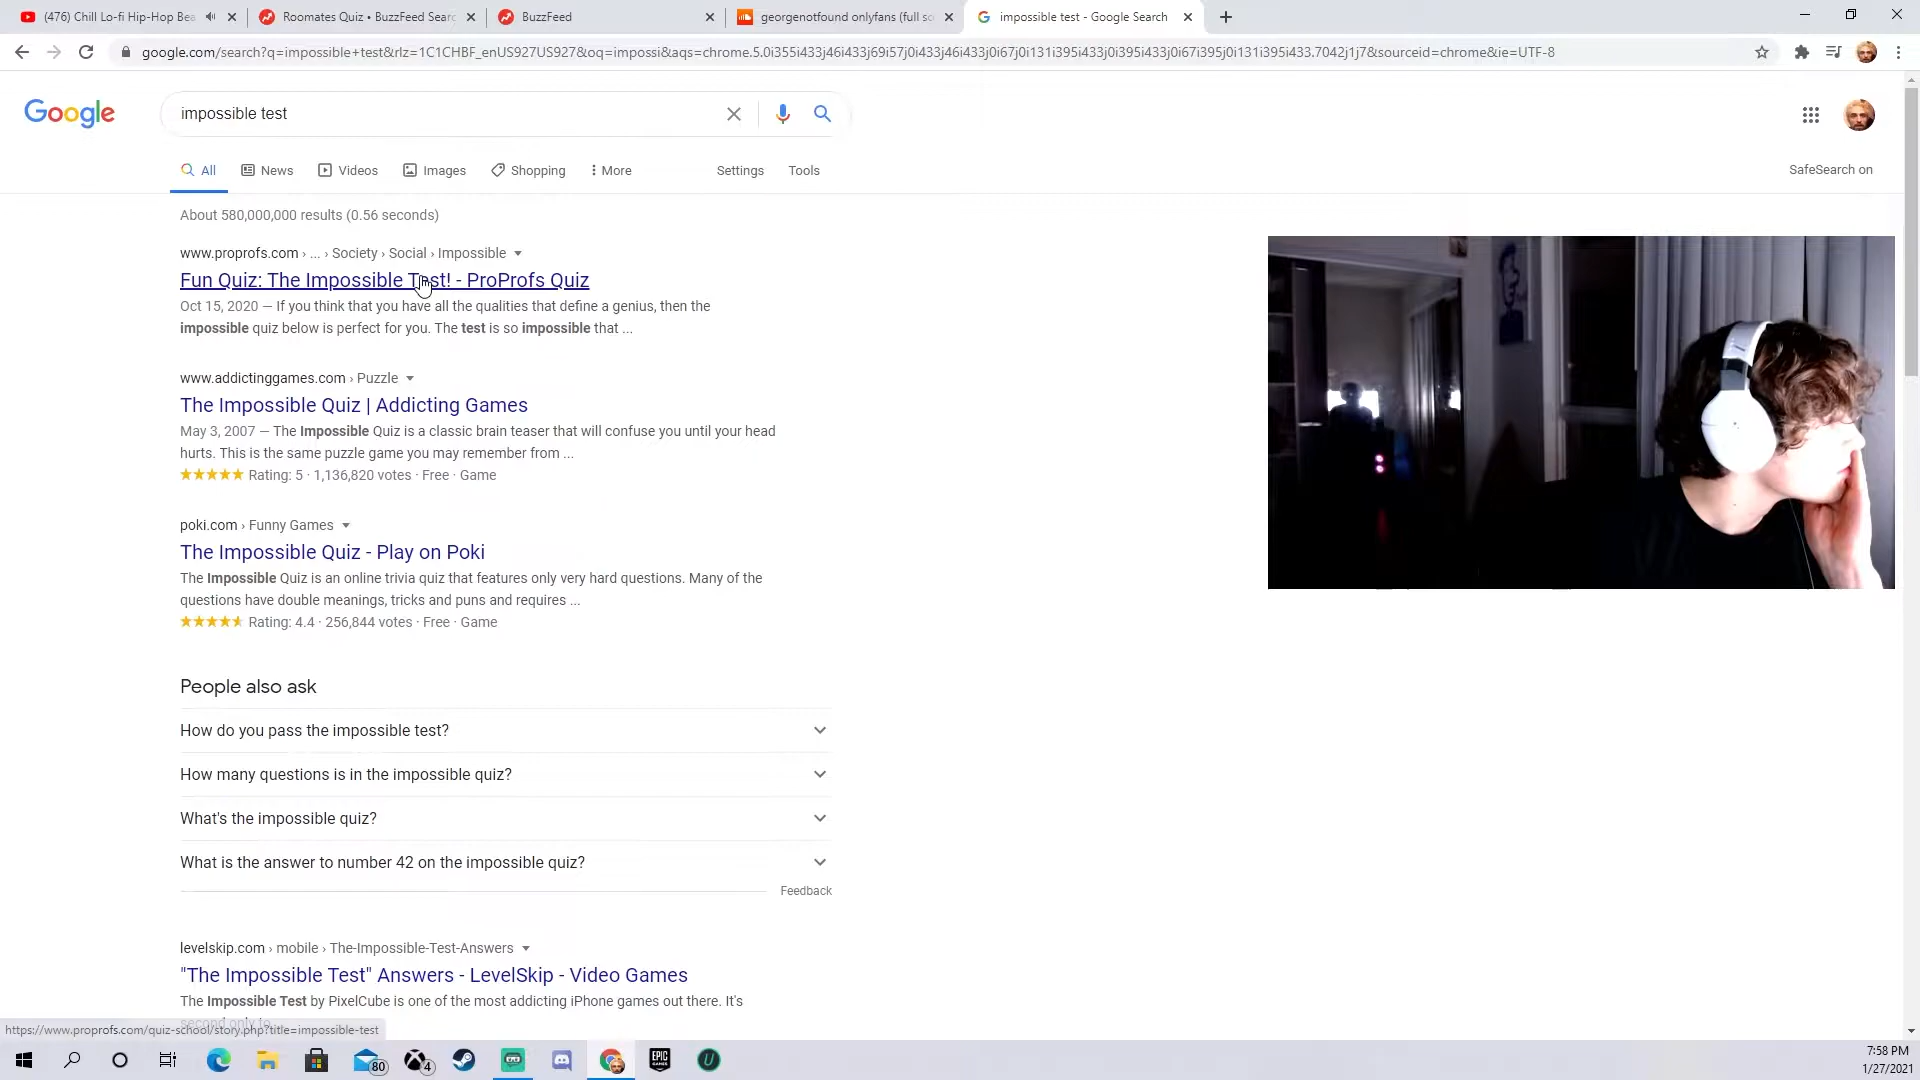 (476) Chill Lo-fi Hip-Hop Bea
Roomates Quiz • BuzzFeed Searc
BuzzFeed
georgenotfound onlyfans (full so
impossible test - Google Search
google.com/search?q=impossible+test&rlz=1C1CHBF_enUS927US927&oq=impossi&aqs=chrome.5.0i355i433j46i433j69i57j0i433j46i433j0i67j0i131i395i433j0i395i433j0i67i395j0i131i395i433.7042j1j7&sourceid=chrome&ie=UTF-8
Google
impossible test
All
News
Videos
Images
Shopping
More
Settings
Tools
SafeSearch on
About 580,000,000 results (0.56 seconds)
www.proprofs.com › ... › Society › Social › Impossible
Fun Quiz: The Impossible Test! - ProProfs Quiz
Oct 15, 2020 — If you think that you have all the qualities that define a genius, then the
impossible quiz below is perfect for you. The test is so impossible that ...
www.addictinggames.com › Puzzle
The Impossible Quiz | Addicting Games
May 3, 2007 — The Impossible Quiz is a classic brain teaser that will confuse you until your head
hurts. This is the same puzzle game you may remember from ...
Rating: 5 · 1,136,820 votes · Free · Game
poki.com › Funny Games
The Impossible Quiz - Play on Poki
The Impossible Quiz is an online trivia quiz that features only very hard questions. Many of the
questions have double meanings, tricks and puns and requires ...
Rating: 4.4 · 256,844 votes · Free · Game
People also ask
How do you pass the impossible test?
How many questions is in the impossible quiz?
What's the impossible quiz?
What is the answer to number 42 on the impossible quiz?
Feedback
levelskip.com › mobile › The-Impossible-Test-Answers
"The Impossible Test" Answers - LevelSkip - Video Games
The Impossible Test by PixelCube is one of the most addicting iPhone games out there. It's
second only to
https://www.proprofs.com/quiz-school/story.php?title=impossible-test
80
4
EPIC
GAMES
7:58 PM
1/27/2021